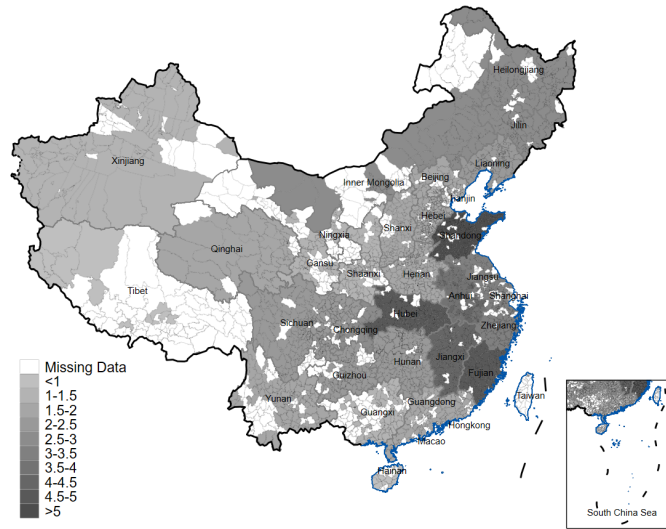 Heilongjiang
Jilin
Liaoning
Xinjiang
Inner Mongolia
Beijing
Tianjin
Hebei
Shanxi
Shandong
Ningxia
Qinghai
Gansu
Shaanxi
Henan
Jiangsu
Tibet
Anhui
Shanghai
Hubei
Sichuan
Chongqing
Zhejiang
Hunan
Jiangxi
Guizhou
Fujian
Yunan
Guangxi
Guangdong
Taiwan
Hongkong
Macao
Hainan
Missing Data
<1
1-1.5
1.5-2
2-2.5
2.5-3
3-3.5
3.5-4
4-4.5
4.5-5
>5
South China Sea